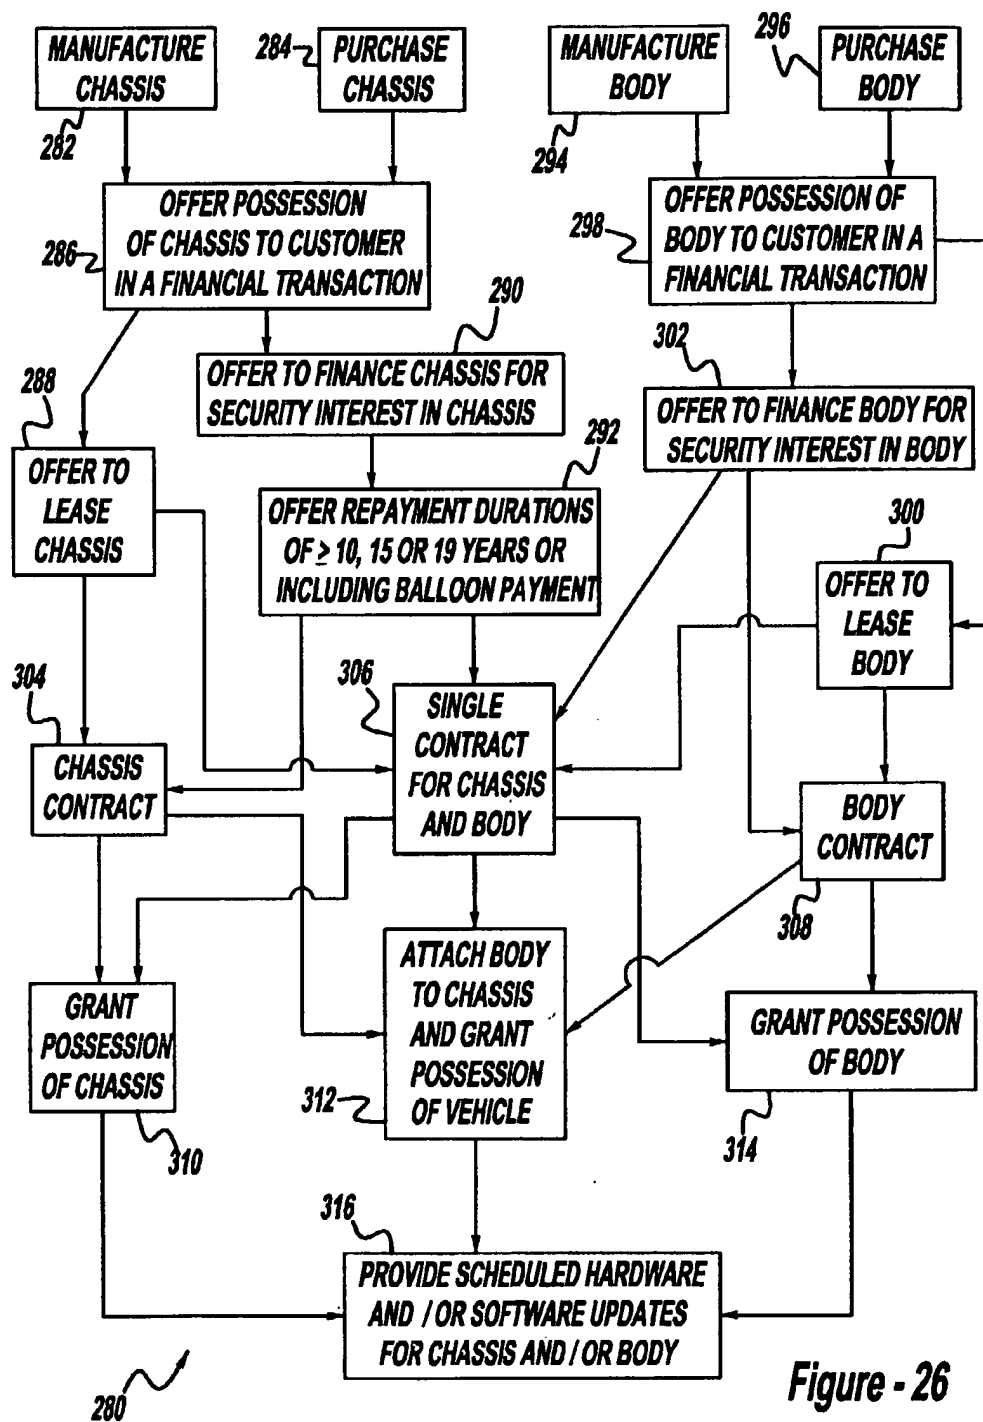 MANUFACTURE
CHASSIS
282
284
PURCHASE
CHASSIS
MANUFACTURE
BODY
294
296
PURCHASE
BODY
OFFER POSSESSION
OF CHASSIS TO CUSTOMER
IN A FINANCIAL TRANSACTION
286
298
OFFER POSSESSION OF
BODY TO CUSTOMER IN A
FINANCIAL TRANSACTION
290
OFFER TO FINANCE CHASSIS FOR
SECURITY INTEREST IN CHASSIS
302
OFFER TO FINANCE BODY FOR
SECURITY INTEREST IN BODY
288
OFFER TO
LEASE
CHASSIS
292
OFFER REPAYMENT DURATIONS
OF ≥ 10, 15 OR 19 YEARS OR
INCLUDING BALLOON PAYMENT
300
OFFER TO
LEASE
BODY
304
CHASSIS
CONTRACT
306
SINGLE
CONTRACT
FOR CHASSIS
AND BODY
BODY
CONTRACT
308
GRANT
POSSESSION
OF CHASSIS
310
ATTACH BODY
TO CHASSIS
AND GRANT
POSSESSION
OF VEHICLE
312
GRANT POSSESSION
OF BODY
314
316
PROVIDE SCHEDULED HARDWARE
AND / OR SOFTWARE UPDATES
FOR CHASSIS AND / OR BODY
280
Figure - 26